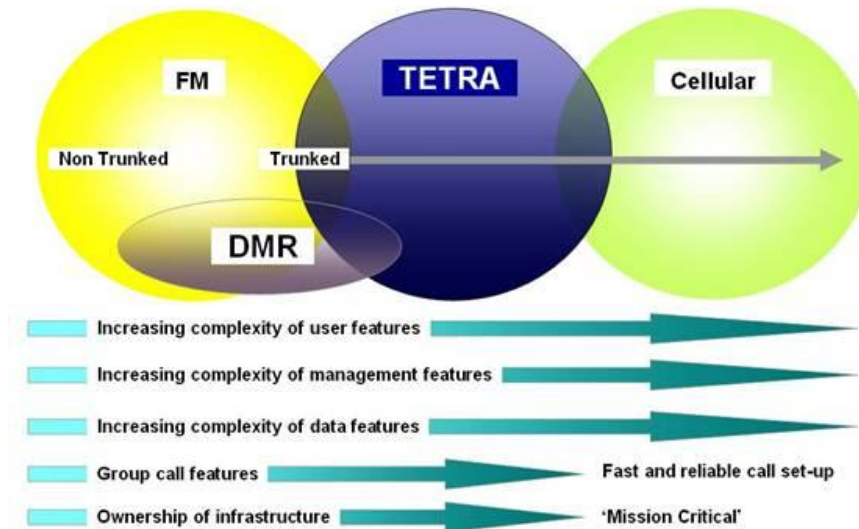 FM
TETRA
Cellular
Non Trunked
Trunked
DMR
Increasing complexity of user features
Increasing complexity of management features
Increasing complexity of data features
Group call features
Fast and reliable call set-up
Ownership of infrastructure
‘Mission Critical’